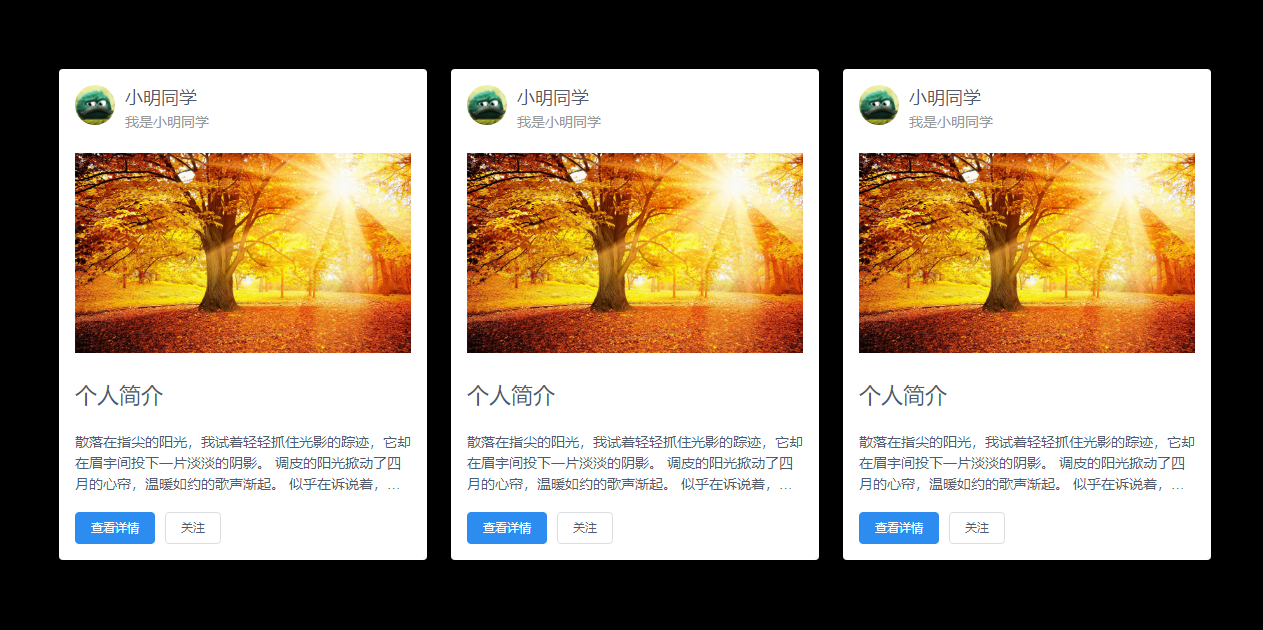 小明同学
我是小明同学
个人简介
散落在指尖的阳光，我试着轻轻抓住光影的踪迹，它却
在眉宇间投下一片淡淡的阴影。 调皮的阳光掀动了四
月的心帘，温暖如约的歌声渐起。 似乎在诉说着，...
查看详情
关注
小明同学
我是小明同学
个人简介
散落在指尖的阳光，我试着轻轻抓住光影的踪迹，它却
在眉宇间投下一片淡淡的阴影。 调皮的阳光掀动了四
月的心帘，温暖如约的歌声渐起。 似乎在诉说着，...
查看详情
关注
小明同学
我是小明同学
个人简介
散落在指尖的阳光，我试着轻轻抓住光影的踪迹，它却
在眉宇间投下一片淡淡的阴影。 调皮的阳光掀动了四
月的心帘，温暖如约的歌声渐起。 似乎在诉说着，...
查看详情
关注